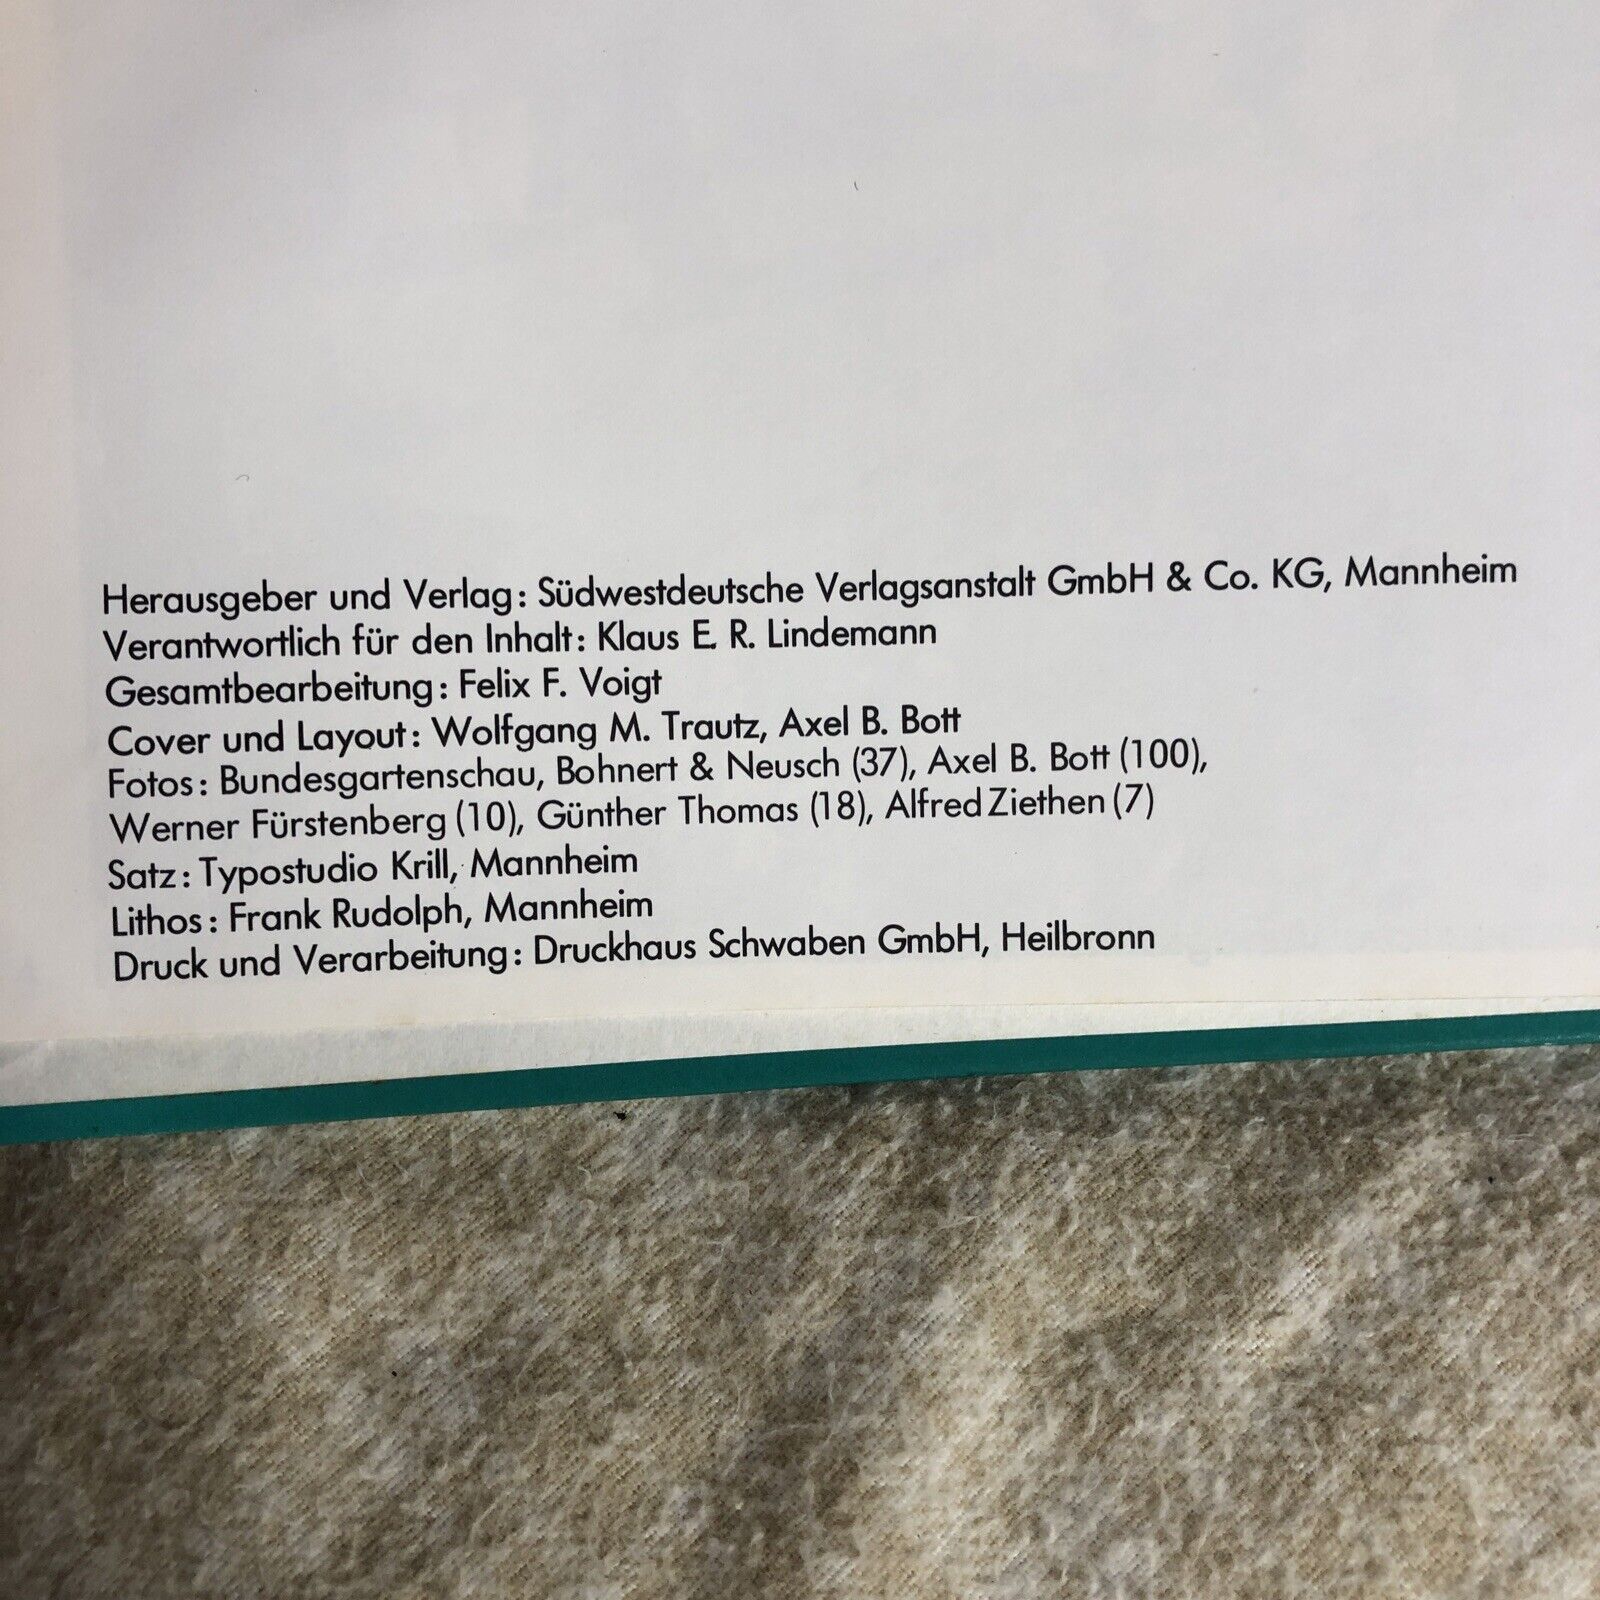 Herausgeber und Verlag: Südwestdeutsche Verlagsanstalt GmbH & Co. KG, Mannheim
Verantwortlich für den Inhalt: Klaus E. R. Lindemann
Gesamtbearbeitung: Felix F. Voigt
Cover und Layout: Wolfgang M. Trautz, Axel B. Bott
Fotos: Bundesgartenschau, Bohnert & Neusch (37), Axel B. Bott (100),
Werner Fürstenberg (10), Günther Thomas (18), Alfred Ziethen (7)
Satz: Typostudio Krill, Mannheim
Lithos: Frank Rudolph, Mannheim
Druck und Verarbeitung: Druckhaus Schwaben GmbH, Heilbronn